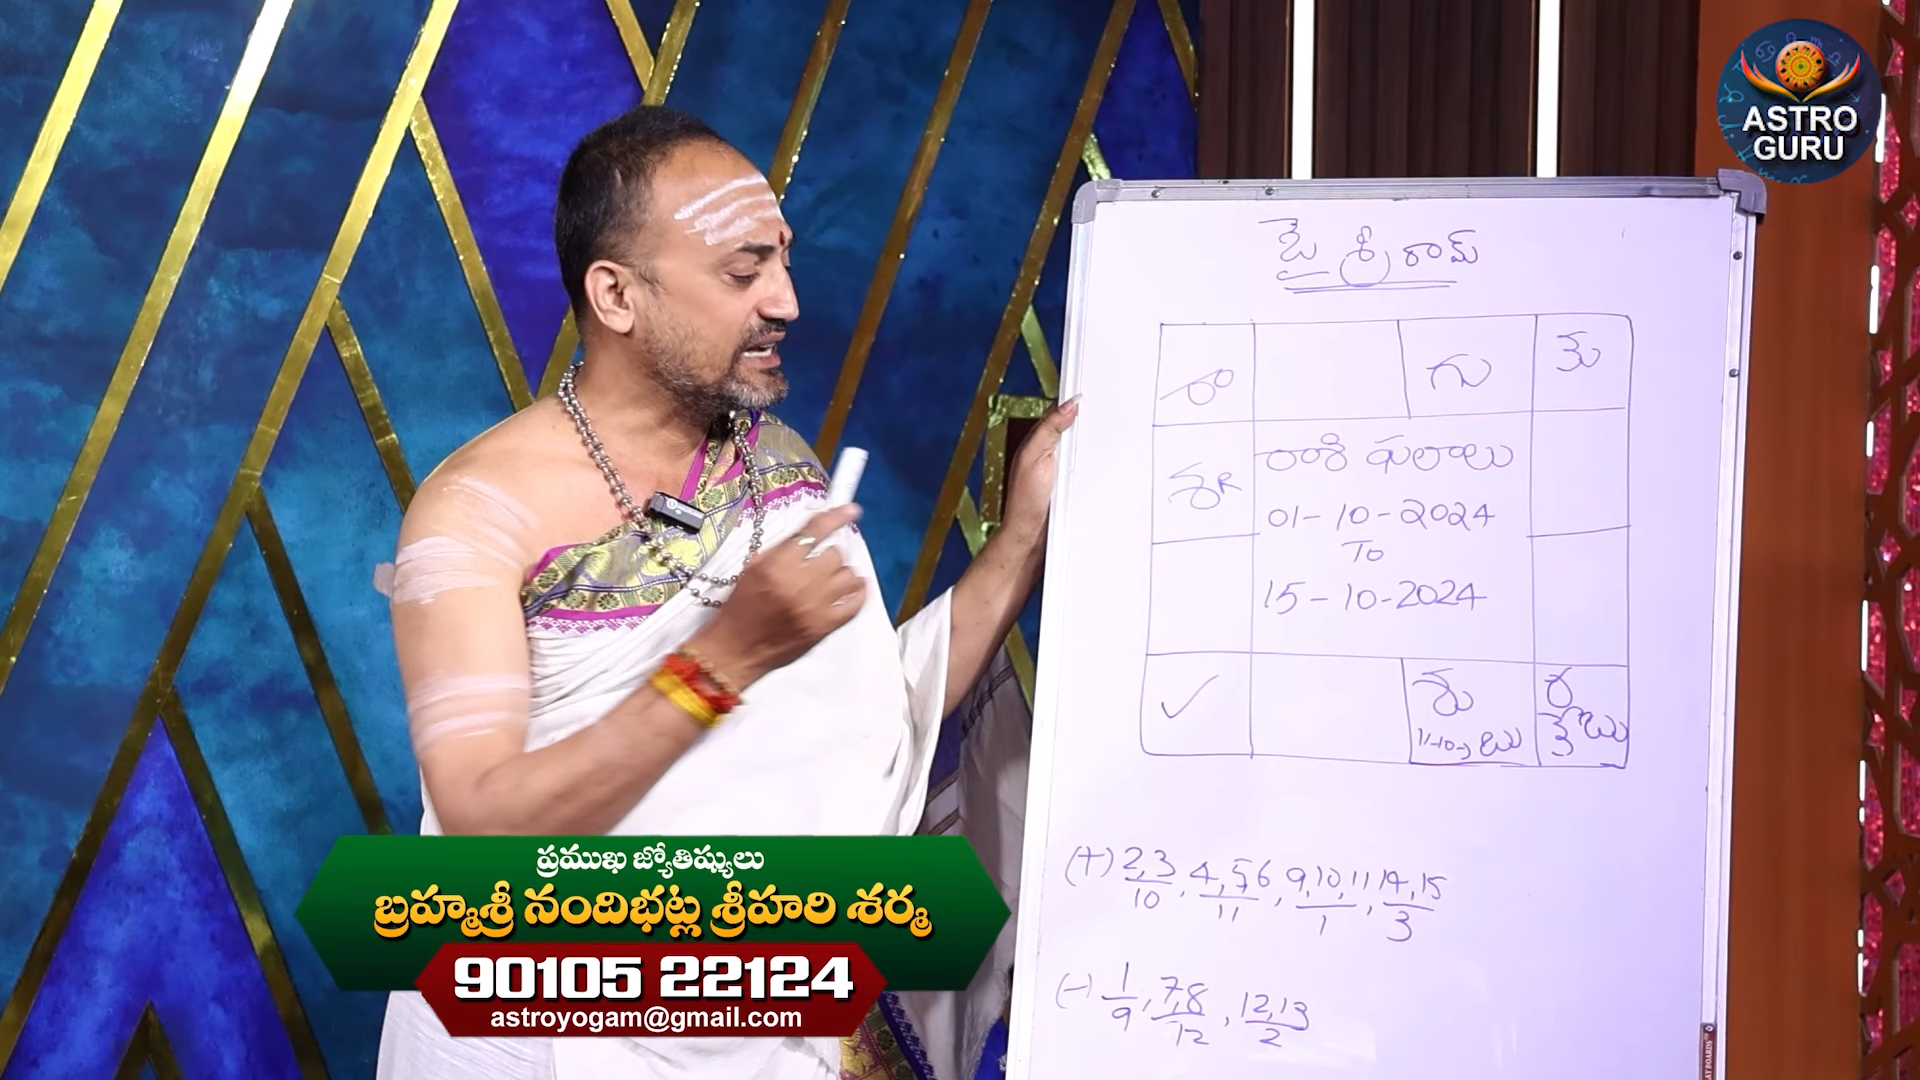 ASTRO
GURU
జై శ్రీ రామ్
రా
గు
శR
రాశి ఫలాలు
01-10-2024
To
15-10-2024
శు
ర
11-10→ బు
కే బు
(+) 2,3/10, 4,5,6/11, 9,10,11/1, 14,15/3
(-) 1/9, 7,8/12, 12,13/2
ప్రముఖ జ్యోతిష్యులు
బ్రహ్మశ్రీ నందిభట్ల శ్రీహరి శర్మ
90105 22124
astroyogam@gmail.com